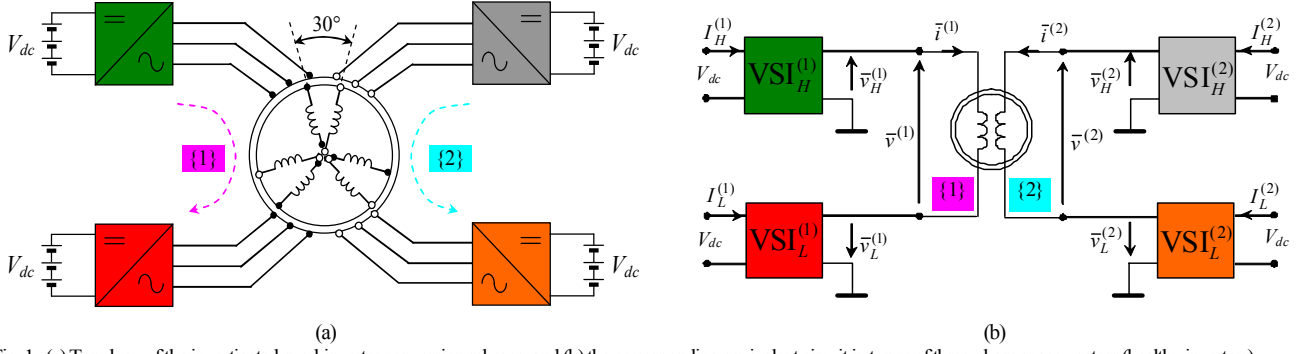 V_dc
30°
V_dc
{1}
{2}
V_dc
V_dc
(a)
I_H^(1)
V_dc
VSI_H^(1)
v̄_H^(1)
ī^(1)
ī^(2)
v̄_H^(2)
VSI_H^(2)
I_H^(2)
V_dc
v̄^(1)
v̄^(2)
{1}
{2}
I_L^(1)
V_dc
VSI_L^(1)
v̄_L^(1)
v̄_L^(2)
VSI_L^(2)
I_L^(2)
V_dc
(b)